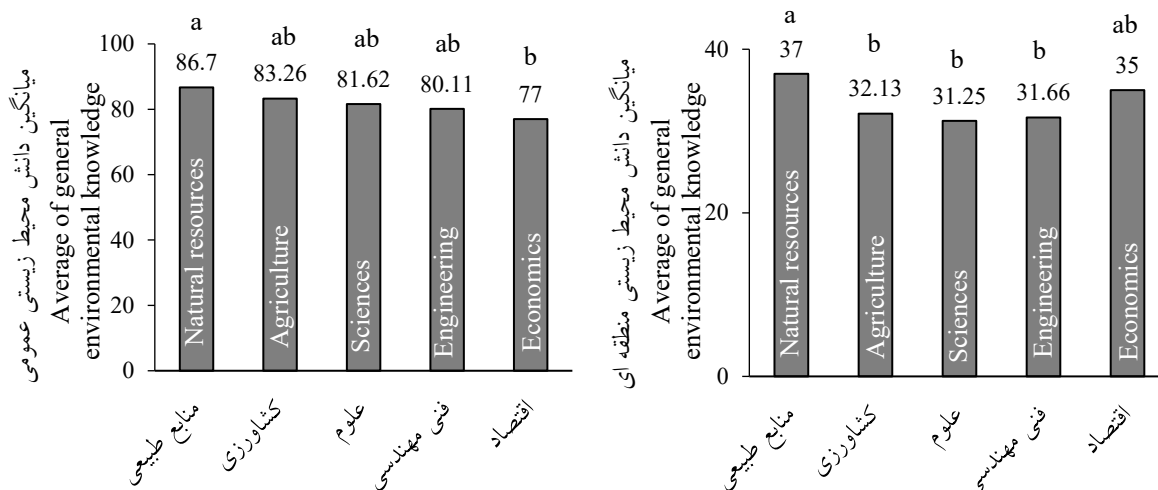 a
ab
ab
ab
b
100
80
60
40
20
0
86.7
83.26
81.62
80.11
77
میانگین دانش محیط زیستی عمومی
Average of general
environmental knowledge
Natural resources
Agriculture
Sciences
Engineering
Economics
منابع طبیعی
کشاورزی
علوم
فنی مهندسی
اقتصاد
a
b
b
b
ab
40
20
0
37
32.13
31.25
31.66
35
میانگین دانش محیط زیستی منطقه ای
Average of general
environmental knowledge
Natural resources
Agriculture
Sciences
Engineering
Economics
منابع طبیعی
کشاورزی
علوم
فنی مهندسی
اقتصاد